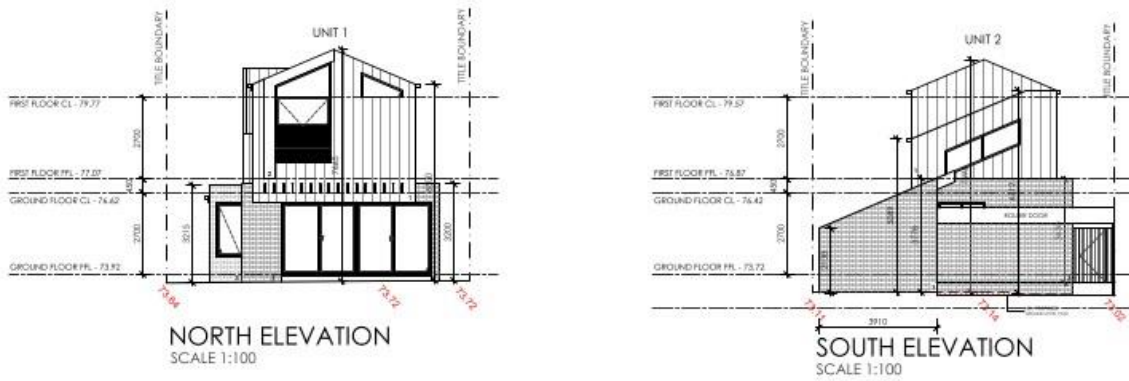 UNIT 1
TITLE BOUNDARY
TITLE BOUNDARY
FIRST FLOOR CL - 79.77
2700
FIRST FLOOR FFL - 77.07
450
GROUND FLOOR CL - 76.62
2700
3215
3200
GROUND FLOOR FFL - 73.92
73.64
73.72
73.72
NORTH ELEVATION
SCALE 1:100
UNIT 2
TITLE BOUNDARY
TITLE BOUNDARY
FIRST FLOOR CL - 79.57
2700
FIRST FLOOR FFL - 76.87
450
GROUND FLOOR CL - 76.42
ROLLER DOOR
2700
GROUND FLOOR FFL - 73.72
73.11
73.14
73.02
3910
SOUTH ELEVATION
SCALE 1:100